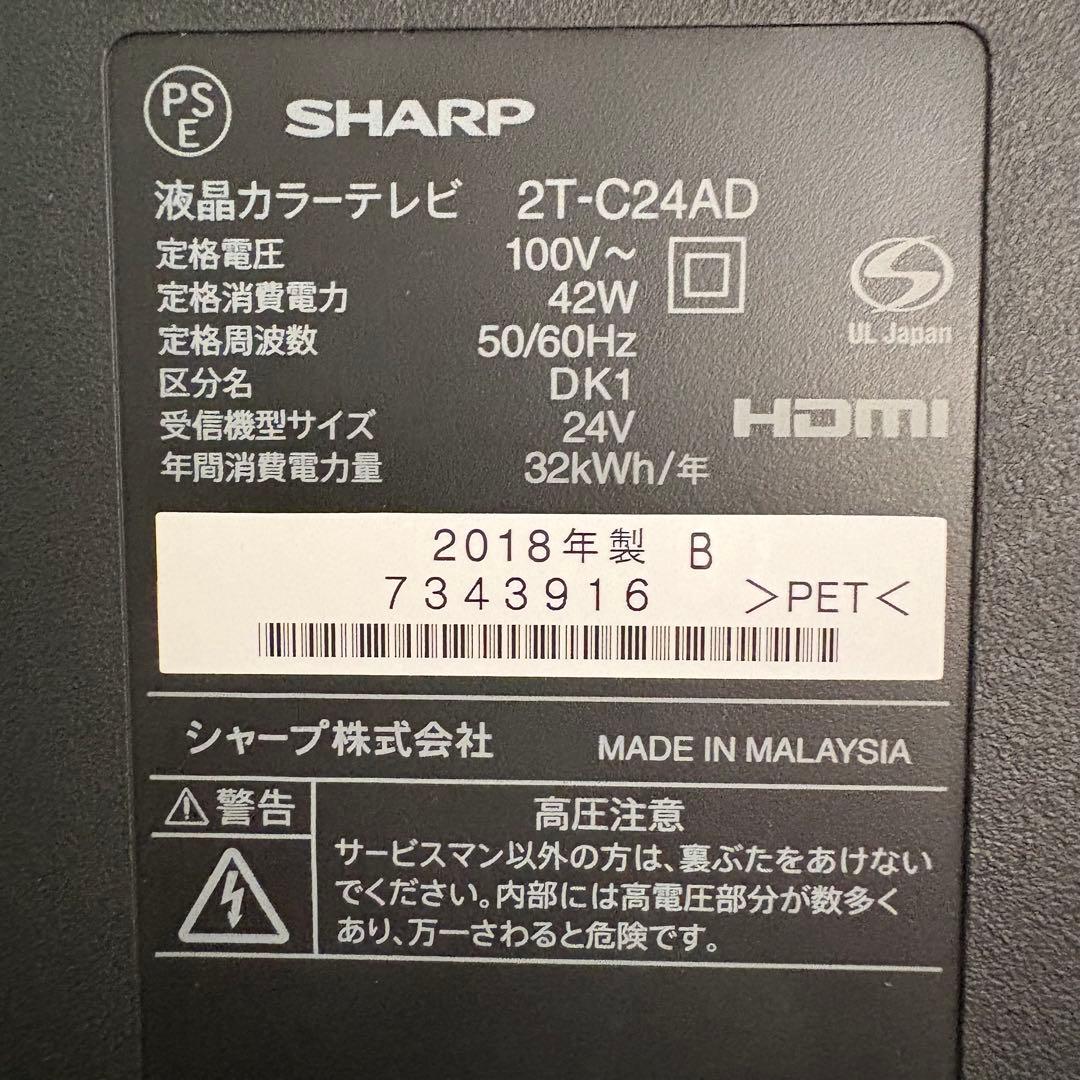 PSE SHARP
液晶カラーテレビ 2T-C24AD
定格電圧 100V~
定格消費電力 42W
定格周波数 50/60Hz
区分名 DK1
受信機型サイズ 24V
年間消費電力量 32kWh/年
UL Japan
HDMI
2018年製 B
7343916 >PET<
シャープ株式会社 MADE IN MALAYSIA
警告
高圧注意
サービスマン以外の方は、裏ぶたをあけない
でください。内部には高電圧部分が数多く
あり、万一さわると危険です。